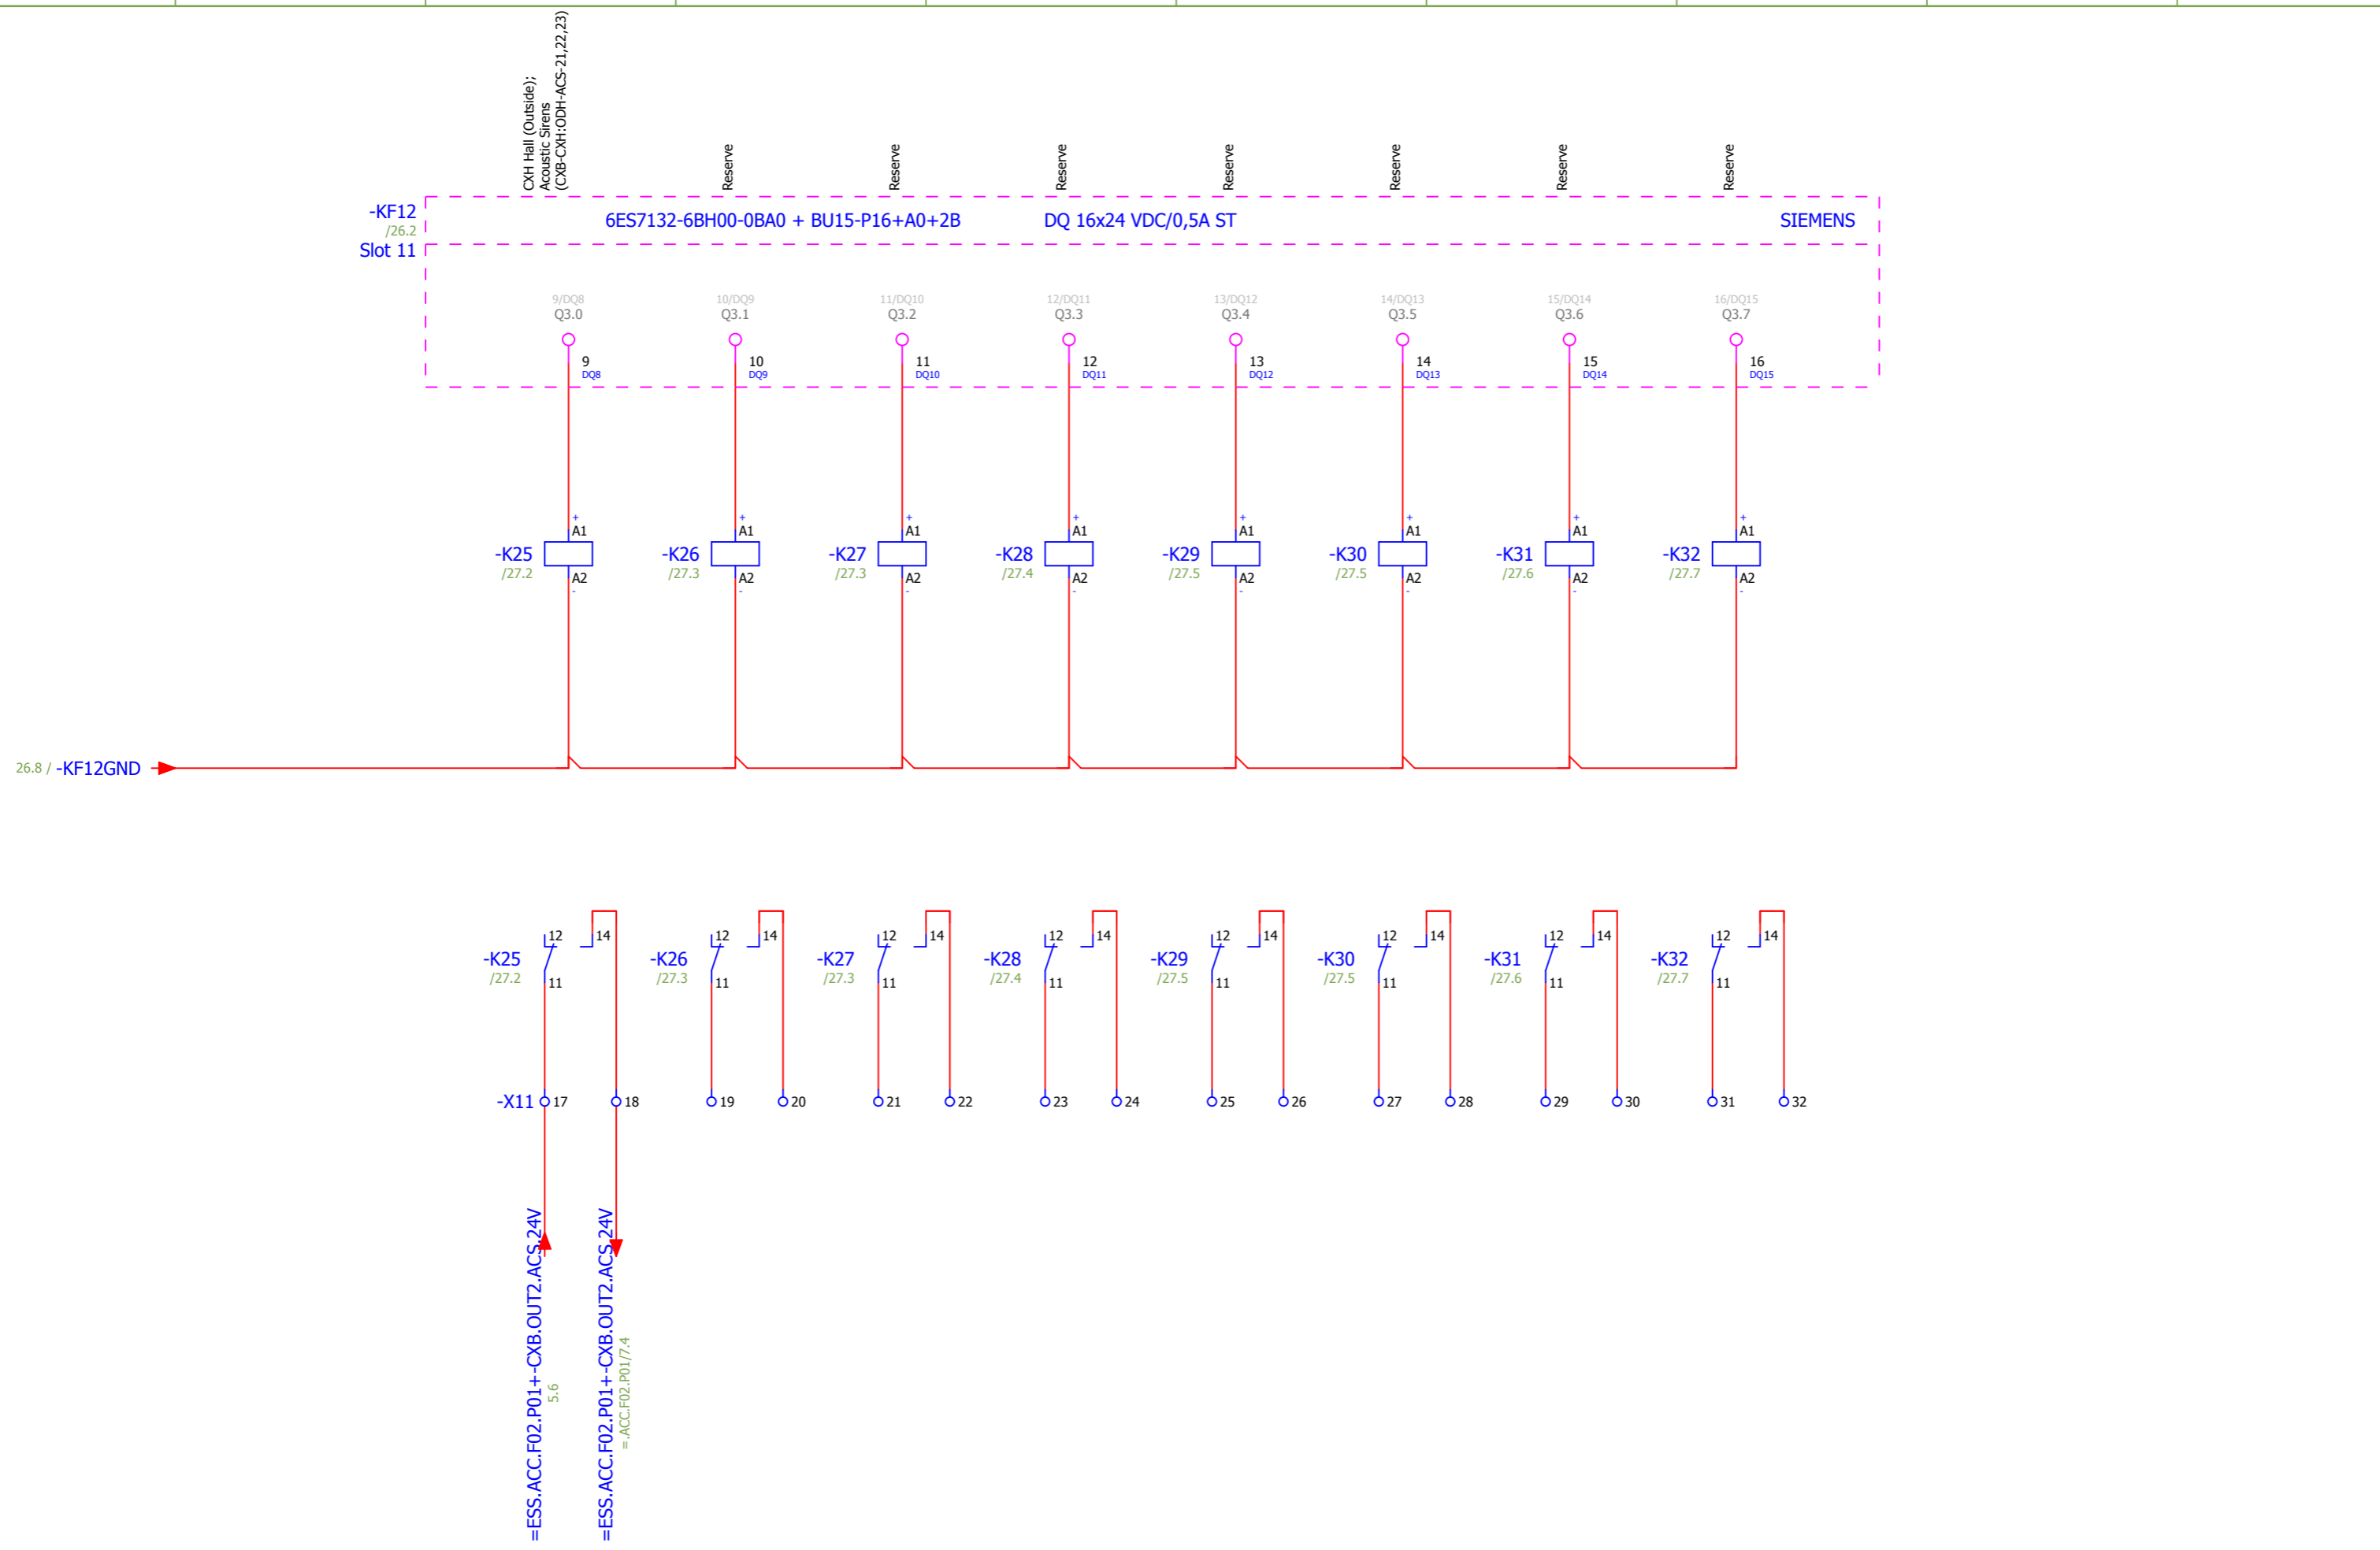 CXH Hall (Outside);
Acoustic Sirens
(CXB-CXH:ODH-ACS-21,22,23)
Reserve
Reserve
Reserve
Reserve
Reserve
Reserve
Reserve
-KF12
/26.2
Slot 11
6ES7132-6BH00-0BA0 + BU15-P16+A0+2B
DQ 16x24 VDC/0,5A ST
SIEMENS
9/DQ8 10/DQ9 11/DQ10 12/DQ11 13/DQ12 14/DQ13 15/DQ14 16/DQ15
Q3.0 Q3.1 Q3.2 Q3.3 Q3.4 Q3.5 Q3.6 Q3.7
9 10 11 12 13 14 15 16
DQ8 DQ9 DQ10 DQ11 DQ12 DQ13 DQ14 DQ15
+ + + + + + + +
A1 A1 A1 A1 A1 A1 A1 A1
-K25 -K26 -K27 -K28 -K29 -K30 -K31 -K32
/27.2 /27.3 /27.3 /27.4 /27.5 /27.5 /27.6 /27.7
A2 A2 A2 A2 A2 A2 A2 A2
- - - - - - - -
26.8 / -KF12GND
12 14 12 14 12 14 12 14 12 14 12 14 12 14 12 14
-K25 -K26 -K27 -K28 -K29 -K30 -K31 -K32
/27.2 /27.3 /27.3 /27.4 /27.5 /27.5 /27.6 /27.7
11 11 11 11 11 11 11 11
-X11 17 18 19 20 21 22 23 24 25 26 27 28 29 30 31 32
=ESS.ACC.F02.P01+-CXB.OUT2.ACS.24V
5.6
=ESS.ACC.F02.P01+-CXB.OUT2.ACS.24V
=.ACC.F02.P01/7.4